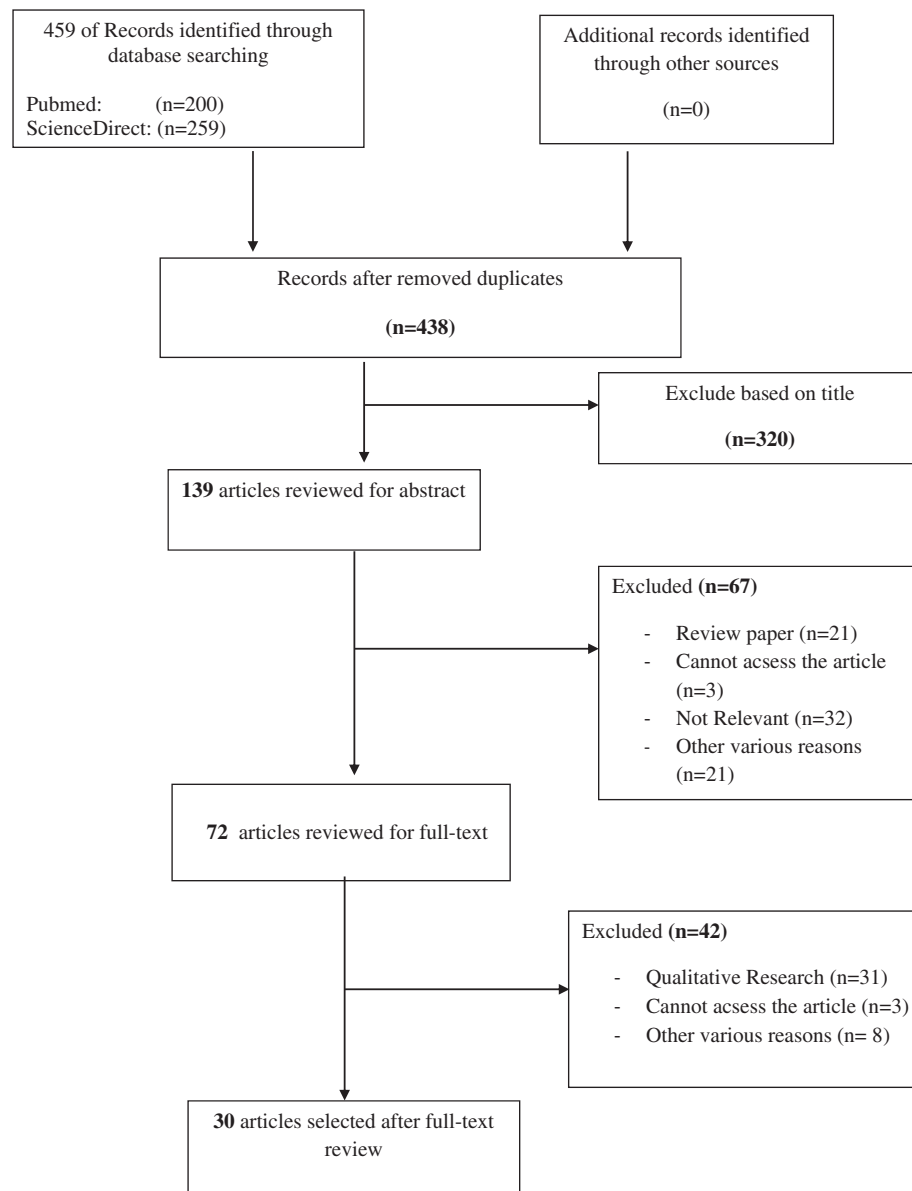 459 of Records identified through
database searching
Pubmed: (n=200)
ScienceDirect: (n=259)
Additional records identified
through other sources
(n=0)
Records after removed duplicates
(n=438)
Exclude based on title
(n=320)
139 articles reviewed for abstract
Excluded (n=67)
- Review paper (n=21)
- Cannot acsess the article
(n=3)
- Not Relevant (n=32)
- Other various reasons
(n=21)
72 articles reviewed for full-text
Excluded (n=42)
- Qualitative Research (n=31)
- Cannot acsess the article (n=3)
- Other various reasons (n= 8)
30 articles selected after full-text
review